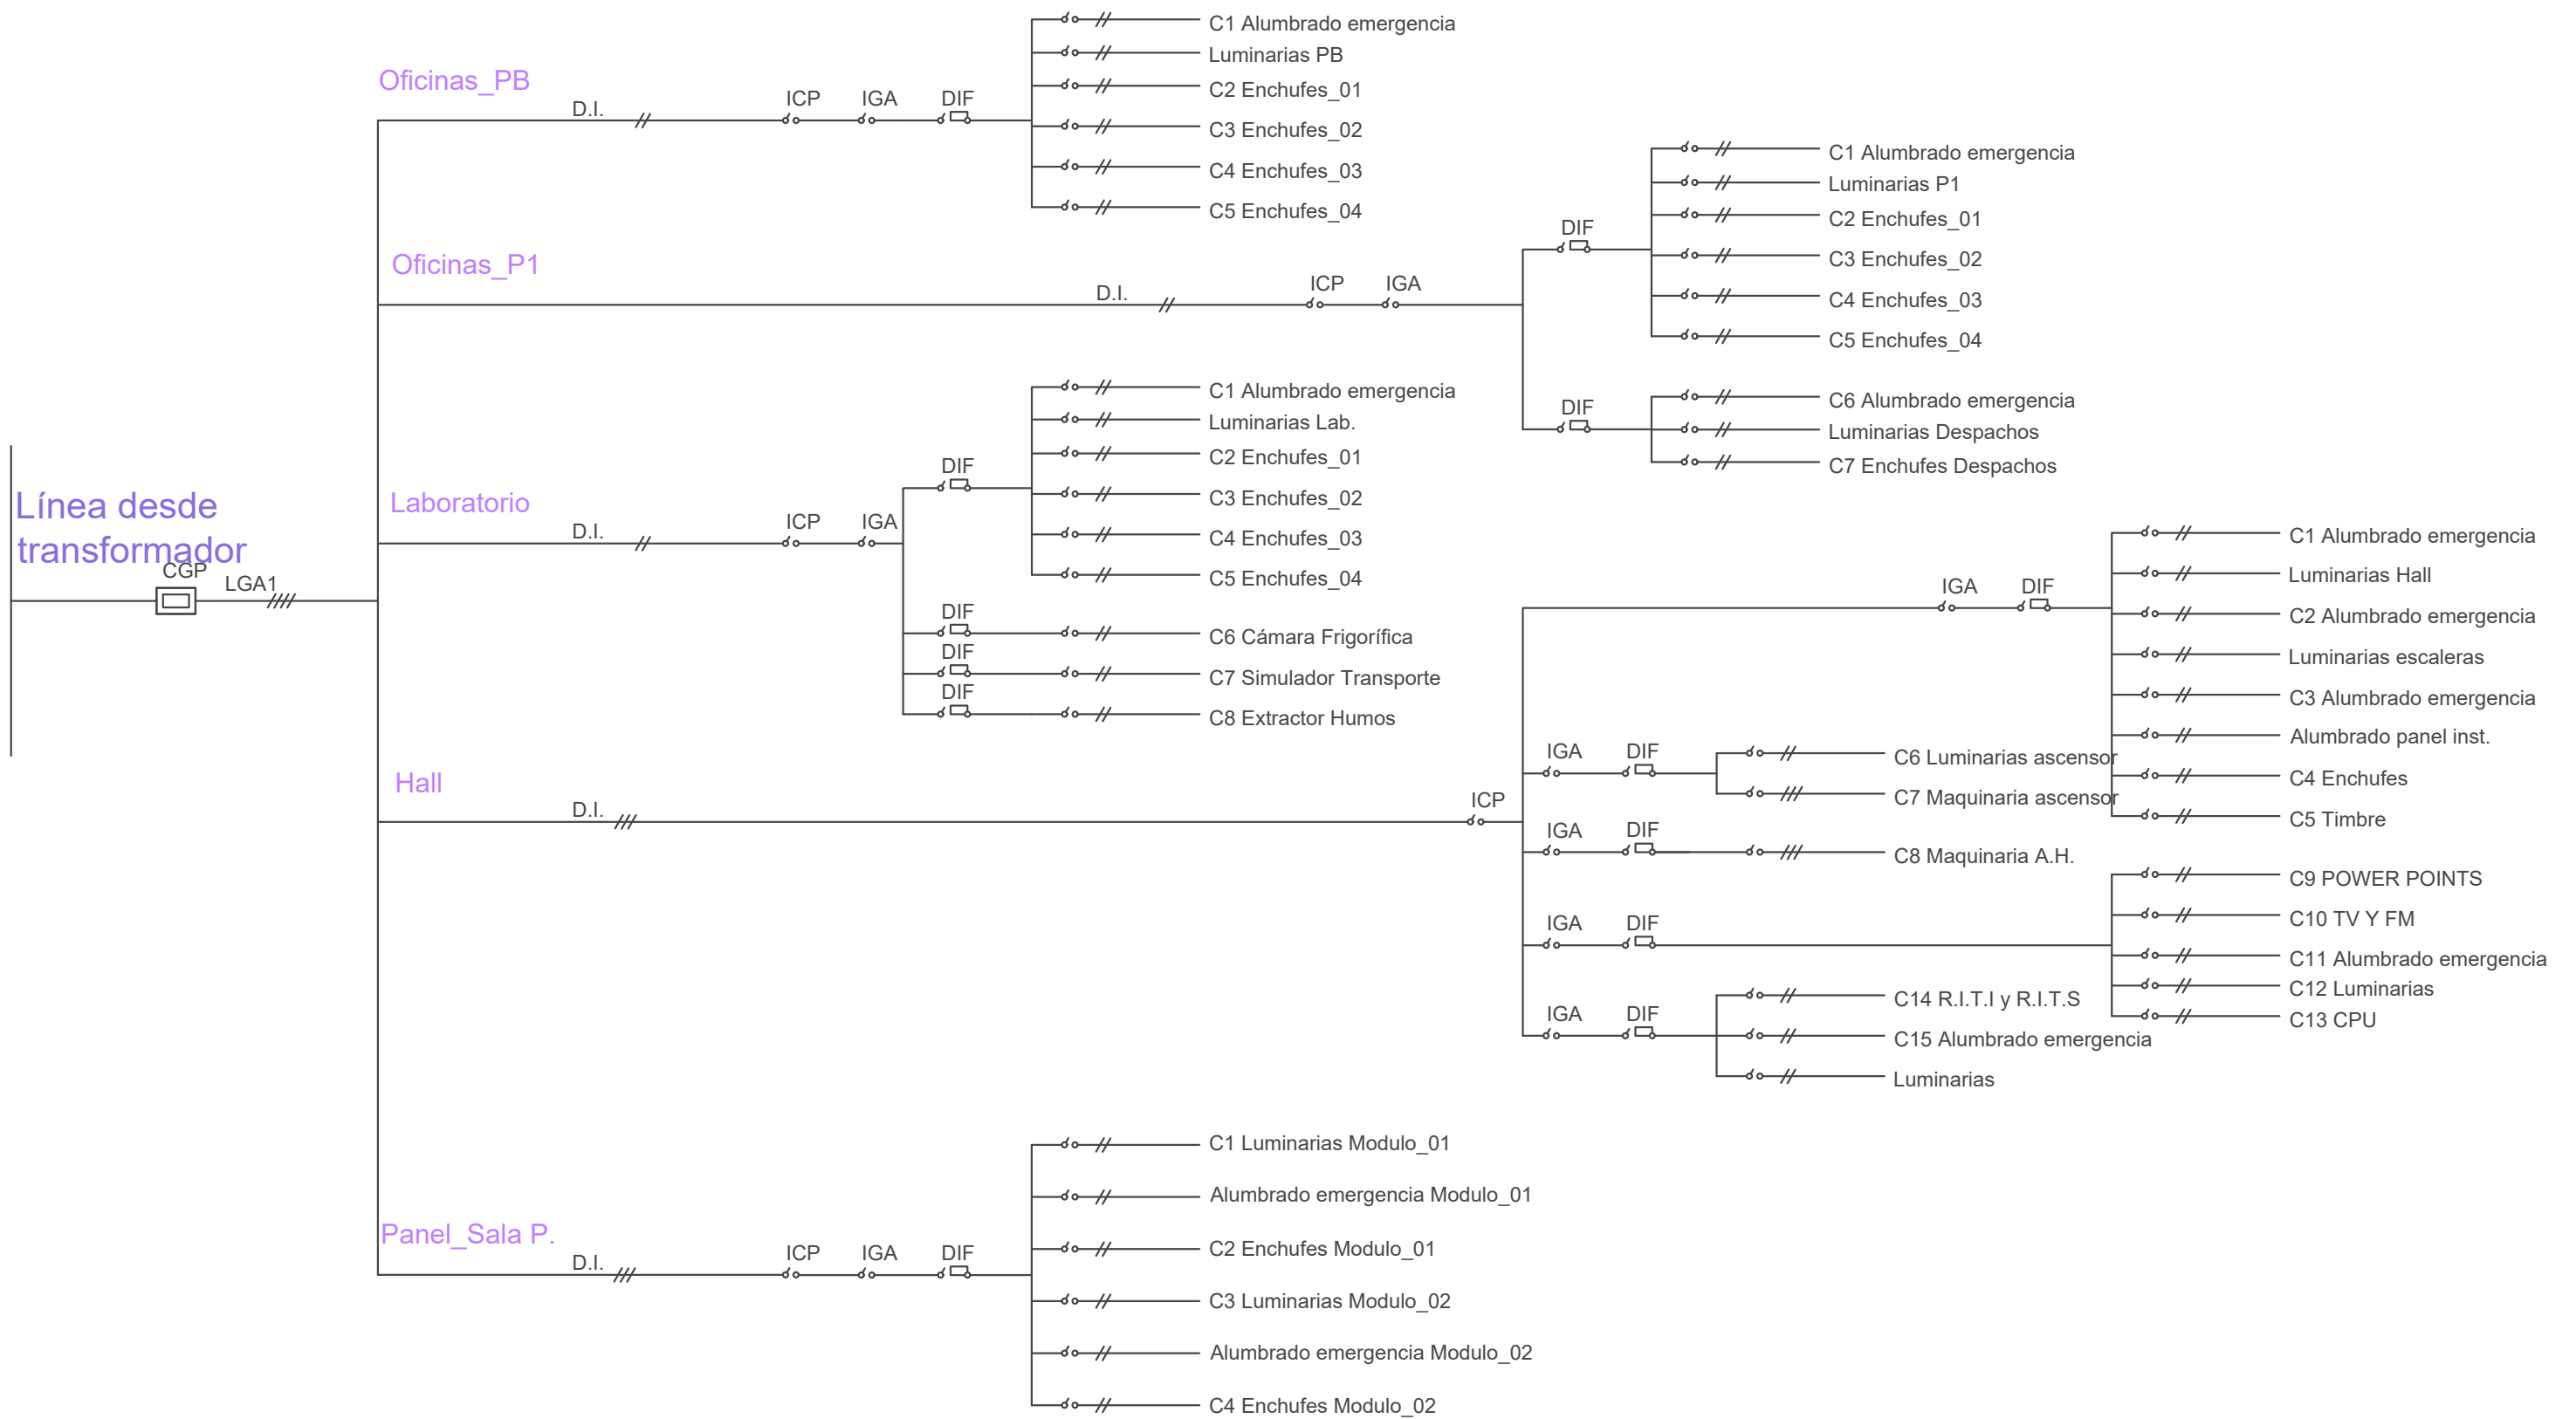 Oficinas_PB
D.I.
ICP
IGA
DIF
C1 Alumbrado emergencia
Luminarias PB
C2 Enchufes_01
C3 Enchufes_02
C4 Enchufes_03
C5 Enchufes_04
Oficinas_P1
D.I.
ICP
IGA
DIF
C1 Alumbrado emergencia
Luminarias P1
C2 Enchufes_01
C3 Enchufes_02
C4 Enchufes_03
C5 Enchufes_04
DIF
C6 Alumbrado emergencia
Luminarias Despachos
C7 Enchufes Despachos
Línea desde
transformador
CGP
LGA1
Laboratorio
D.I.
ICP
IGA
DIF
C1 Alumbrado emergencia
Luminarias Lab.
C2 Enchufes_01
C3 Enchufes_02
C4 Enchufes_03
C5 Enchufes_04
DIF
C6 Cámara Frigorífica
DIF
C7 Simulador Transporte
DIF
C8 Extractor Humos
Hall
D.I.
ICP
IGA
DIF
C1 Alumbrado emergencia
Luminarias Hall
C2 Alumbrado emergencia
Luminarias escaleras
C3 Alumbrado emergencia
Alumbrado panel inst.
C4 Enchufes
C5 Timbre
IGA
DIF
C6 Luminarias ascensor
C7 Maquinaria ascensor
IGA
DIF
C8 Maquinaria A.H.
IGA
DIF
C9 POWER POINTS
C10 TV Y FM
C11 Alumbrado emergencia
C12 Luminarias
C13 CPU
IGA
DIF
C14 R.I.T.I y R.I.T.S
C15 Alumbrado emergencia
Luminarias
Panel_Sala P.
D.I.
ICP
IGA
DIF
C1 Luminarias Modulo_01
Alumbrado emergencia Modulo_01
C2 Enchufes Modulo_01
C3 Luminarias Modulo_02
Alumbrado emergencia Modulo_02
C4 Enchufes Modulo_02